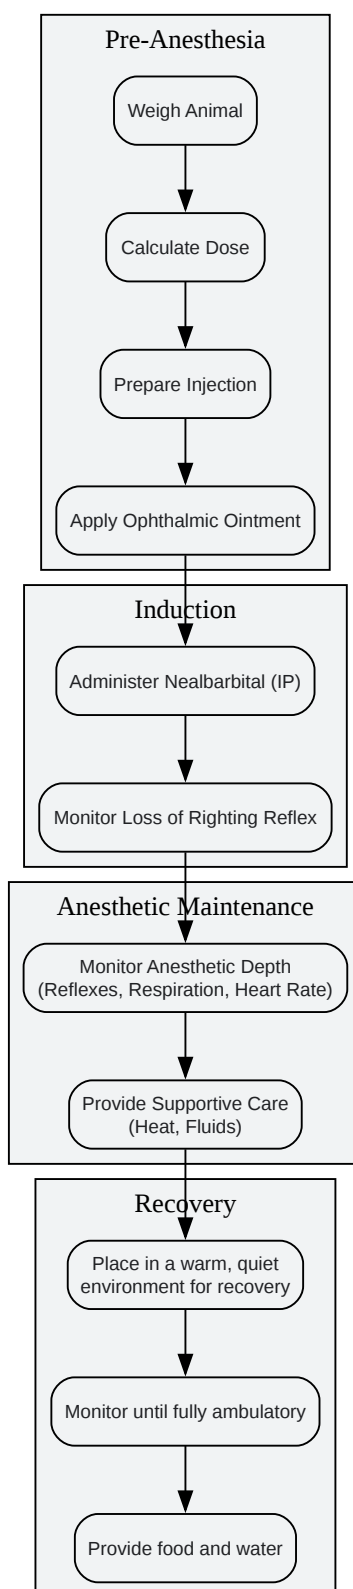 Pre-Anesthesia
Weigh Animal
Calculate Dose
Prepare Injection
Apply Ophthalmic Ointment
Induction
Administer Nealbarbital (IP)
Monitor Loss of Righting Reflex
Anesthetic Maintenance
Monitor Anesthetic Depth
(Reflexes, Respiration, Heart Rate)
Provide Supportive Care
(Heat, Fluids)
Recovery
Place in a warm, quiet
environment for recovery
Monitor until fully ambulatory
Provide food and water